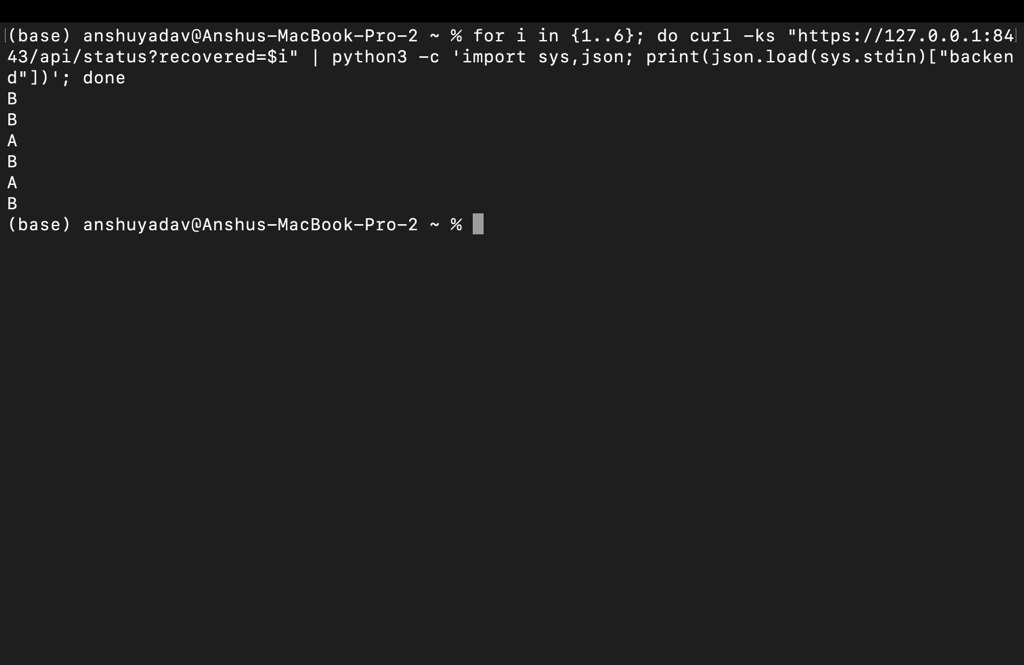 (base) anshuyadav@Anshus-MacBook-Pro-2 ~ % for i in {1..6}; do curl -ks "https://127.0.0.1:84
43/api/status?recovered=$i" | python3 -c 'import sys,json; print(json.load(sys.stdin)["backen
d"])'; done
B
B
A
B
A
B
(base) anshuyadav@Anshus-MacBook-Pro-2 ~ %